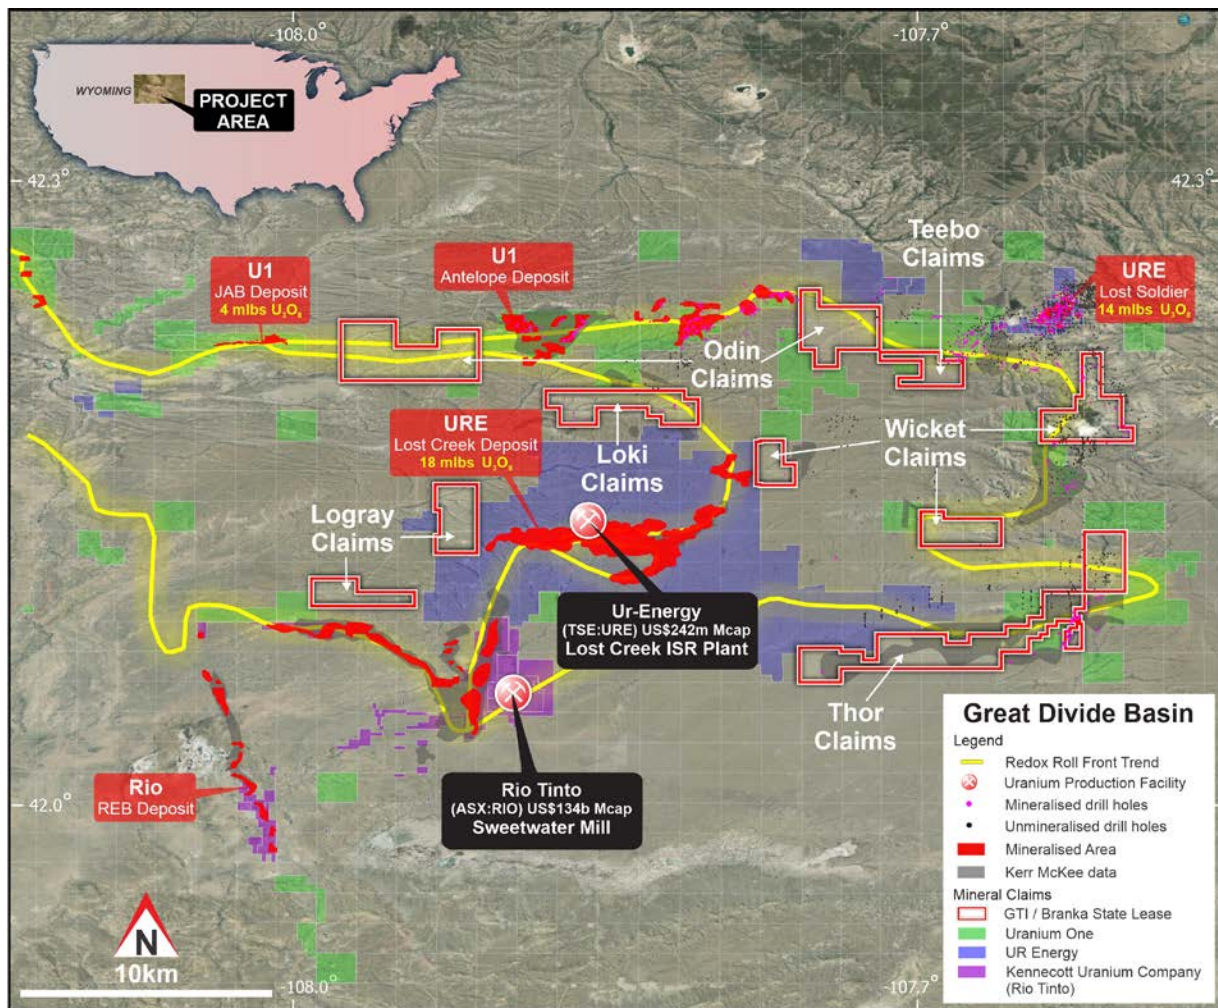 -108.0°
-107.7°
WYOMING
PROJECT
AREA
42.3°
42.3°
Teebo
Claims
U1
JAB Deposit
4 mlbs U₃O₈
U1
Antelope Deposit
URE
Lost Soldier
14 mlbs U₃O₈
Odin
Claims
URE
Lost Creek Deposit
18 mlbs U₃O₈
Loki
Claims
Wicket
Claims
Logray
Claims
Ur-Energy
(TSE:URE) US$242m Mcap
Lost Creek ISR Plant
Thor
Claims
Rio
REB Deposit
Rio Tinto
(ASX:RIO) US$134b Mcap
Sweetwater Mill
42.0°
N
10km
-108.0°
-107.7°
Great Divide Basin
Legend
Redox Roll Front Trend
Uranium Production Facility
Mineralised drill holes
Unmineralised drill holes
Mineralised Area
Kerr McKee data
Mineral Claims
GTI / Branka State Lease
Uranium One
UR Energy
Kennecott Uranium Company
(Rio Tinto)